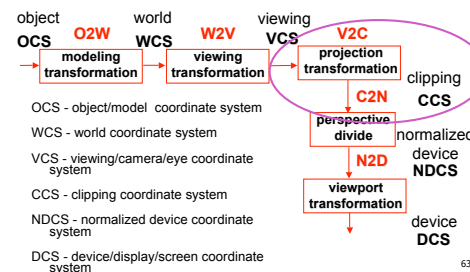 object
OCS
O2W
world
WCS
W2V
viewing
VCS
V2C
modeling
transformation
viewing
transformation
projection
transformation
clipping
CCS
C2N
perspective
divide
normalized
device
NDCS
N2D
viewport
transformation
device
DCS
OCS - object/model coordinate system
WCS - world coordinate system
VCS - viewing/camera/eye coordinate
system
CCS - clipping coordinate system
NDCS - normalized device coordinate
system
DCS - device/display/screen coordinate
system
63